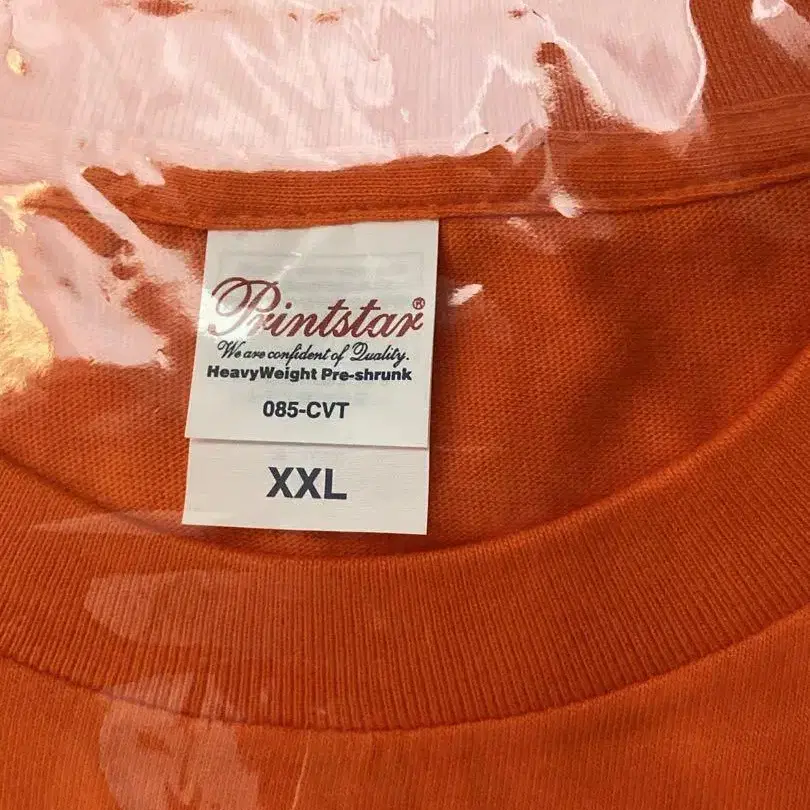 Printstar®
We are confident of Quality.
HeavyWeight Pre-shrunk
085-CVT
XXL